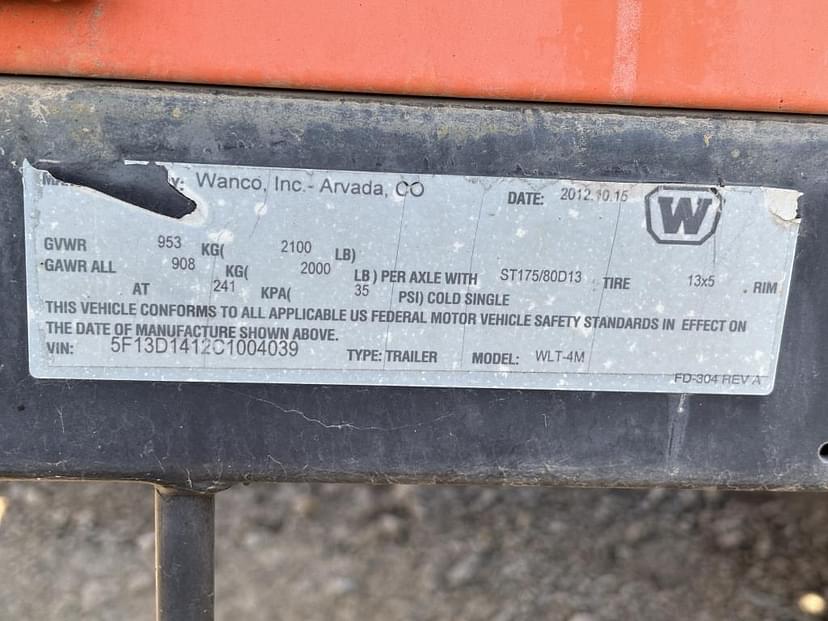 Wanco, Inc.- Arvada, CO DATE: 2012.10.15 W
GVWR 953 KG( 2100 LB)
GAWR ALL 908 KG( 2000 LB) PER AXLE WITH ST175/80D13 TIRE 13x5 . RIM
AT 241 KPA( 35 PSI) COLD SINGLE
THIS VEHICLE CONFORMS TO ALL APPLICABLE US FEDERAL MOTOR VEHICLE SAFETY STANDARDS IN EFFECT ON
THE DATE OF MANUFACTURE SHOWN ABOVE.
VIN: 5F13D1412C1004039 TYPE: TRAILER MODEL: WLT-4M
FD-304 REV A